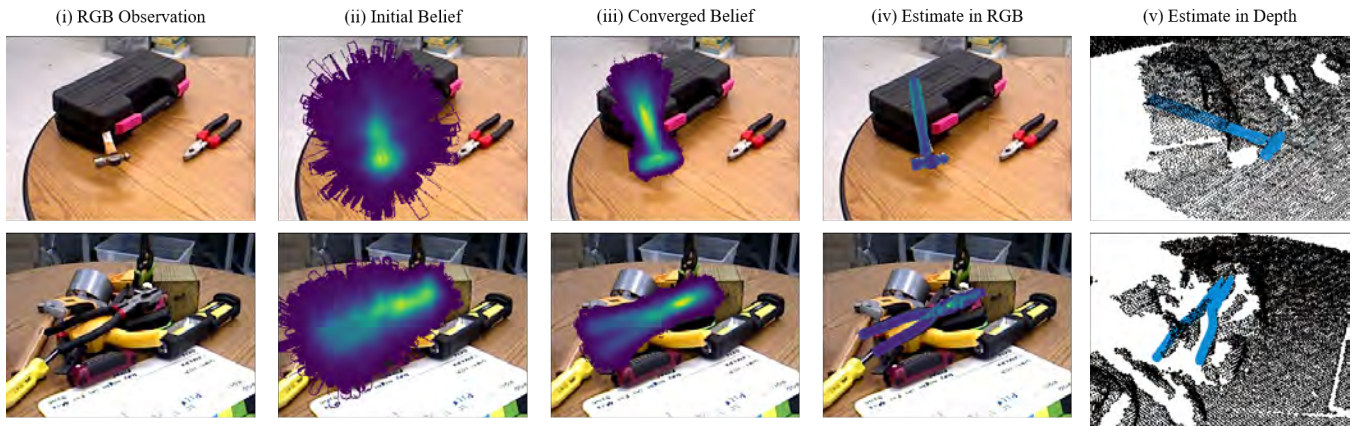 (i) RGB Observation
(ii) Initial Belief
(iii) Converged Belief
(iv) Estimate in RGB
(v) Estimate in Depth